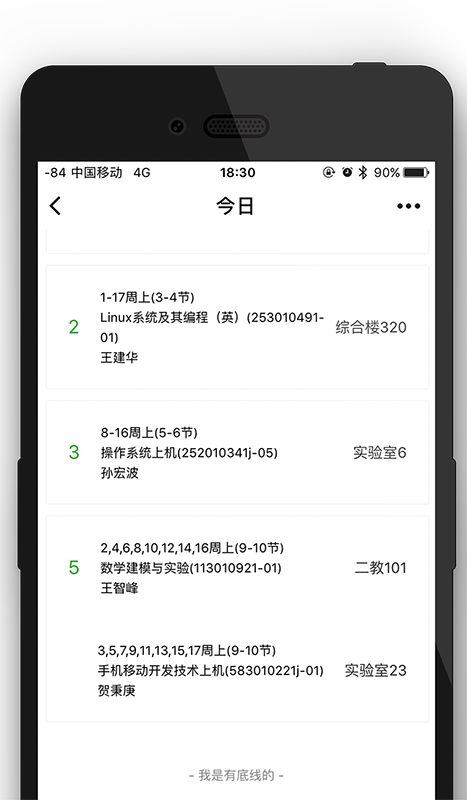 -84 中国移动 4G 18:30 90%
今日
1-17周上(3-4节)
2 Linux系统及其编程（英）(253010491- 综合楼320
01)
王建华
8-16周上(5-6节)
3 操作系统上机(252010341j-05) 实验室6
孙宏波
2,4,6,8,10,12,14,16周上(9-10节)
5 数学建模与实验(113010921-01) 二教101
王智峰
3,5,7,9,11,13,15,17周上(9-10节)
手机移动开发技术上机(583010221j-01) 实验室23
贺秉庚
- 我是有底线的 -